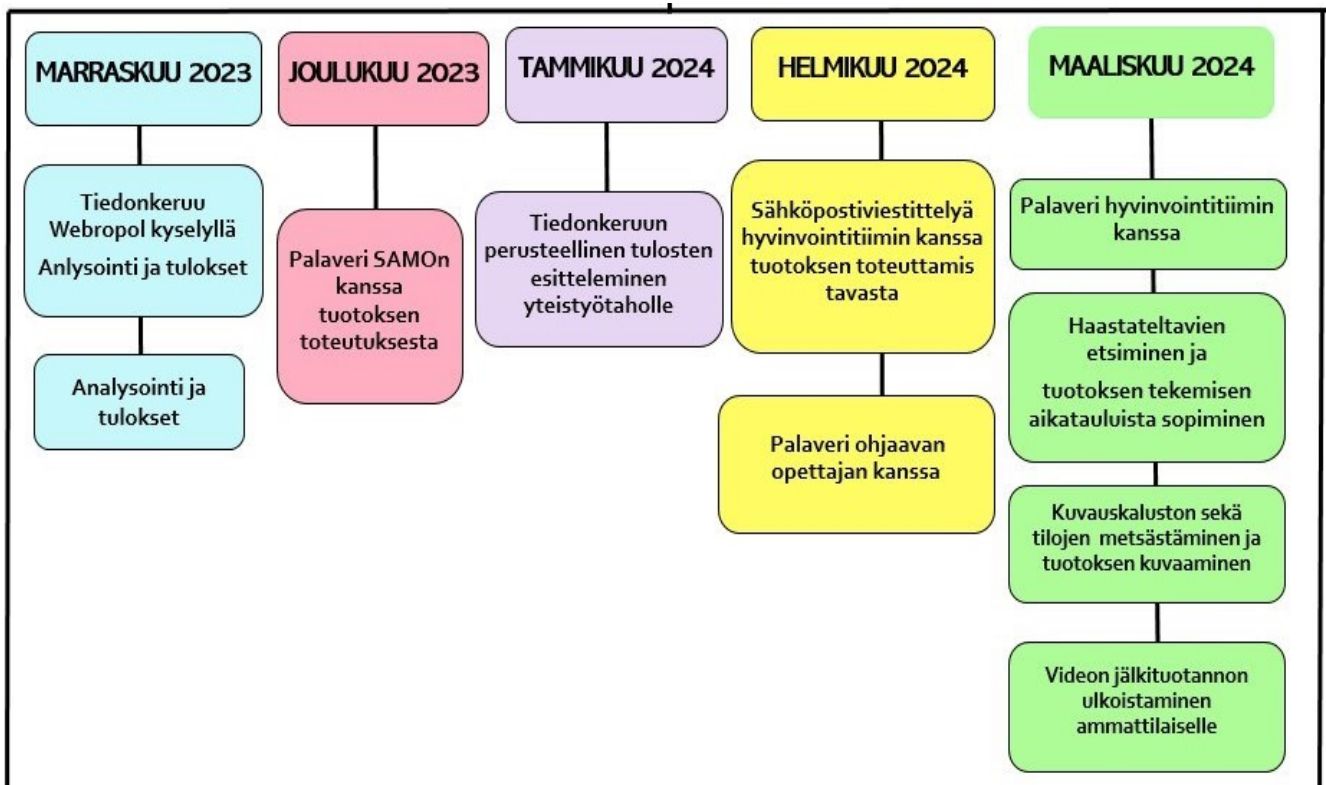 MARRASKUU 2023
Tiedonkeruu
Webropol kyselyllä
Anlysointi ja tulokset
Analysointi ja
tulokset
JOULUKUU 2023
Palaveri SAMOn
kanssa
tuotoksen
toteutuksesta
TAMMIKUU 2024
Tiedonkeruun
perusteellinen tulosten
esitteleminen
yteistyötaholle
HELMIKUU 2024
Sähköpostiviestittelyä
hyvinvointitiimin kanssa
tuotoksen toteuttamis
tavasta
Palaveri ohjaavan
opettajan kanssa
MAALISKUU 2024
Palaveri hyvinvointitiimin
kanssa
Haastateltavien
etsiminen ja
tuotoksen tekemisen
aikatauluista sopiminen
Kuvauskaluston sekä
tilojen metsästäminen ja
tuotoksen kuvaaminen
Videon jälkituotannon
ulkoistaminen
ammattilaiselle